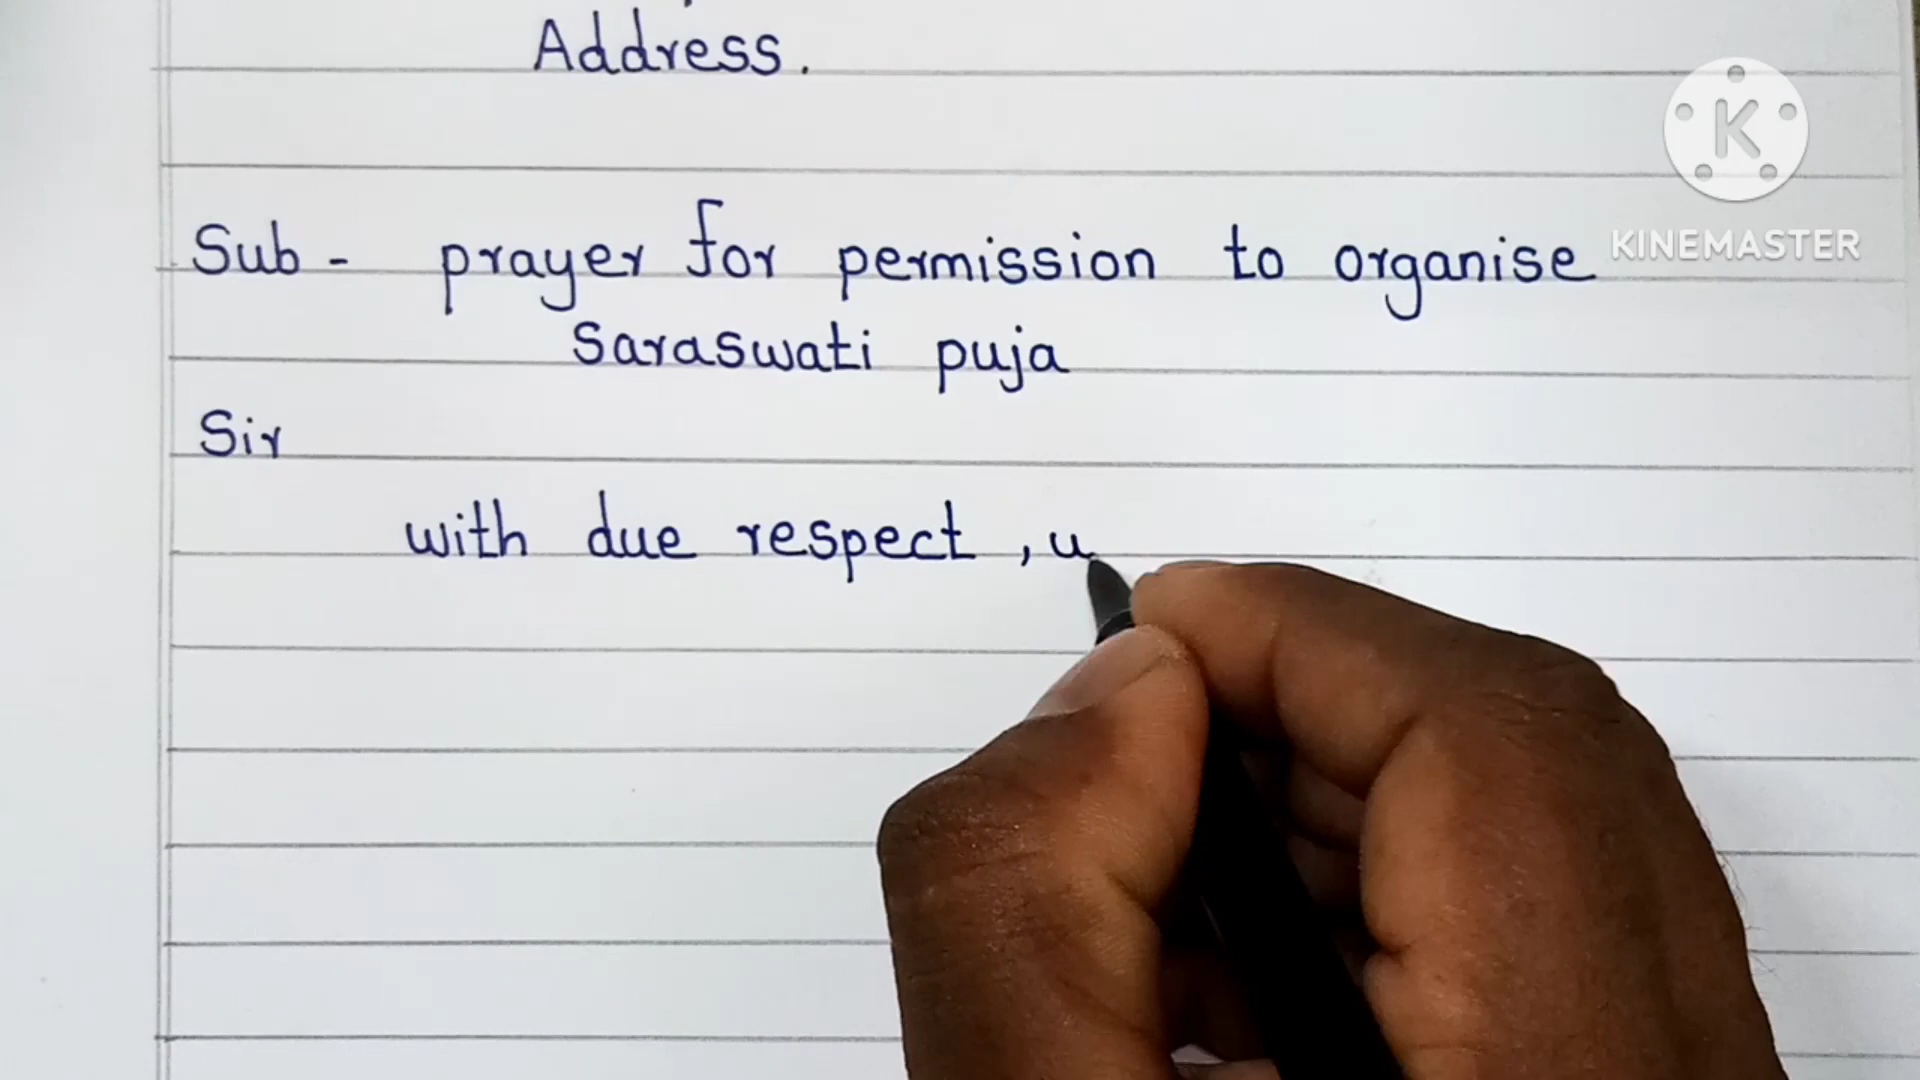 Address.
K
KINEMASTER
Sub - prayer for permission to organise
Saraswati puja
Sir
with due respect, u